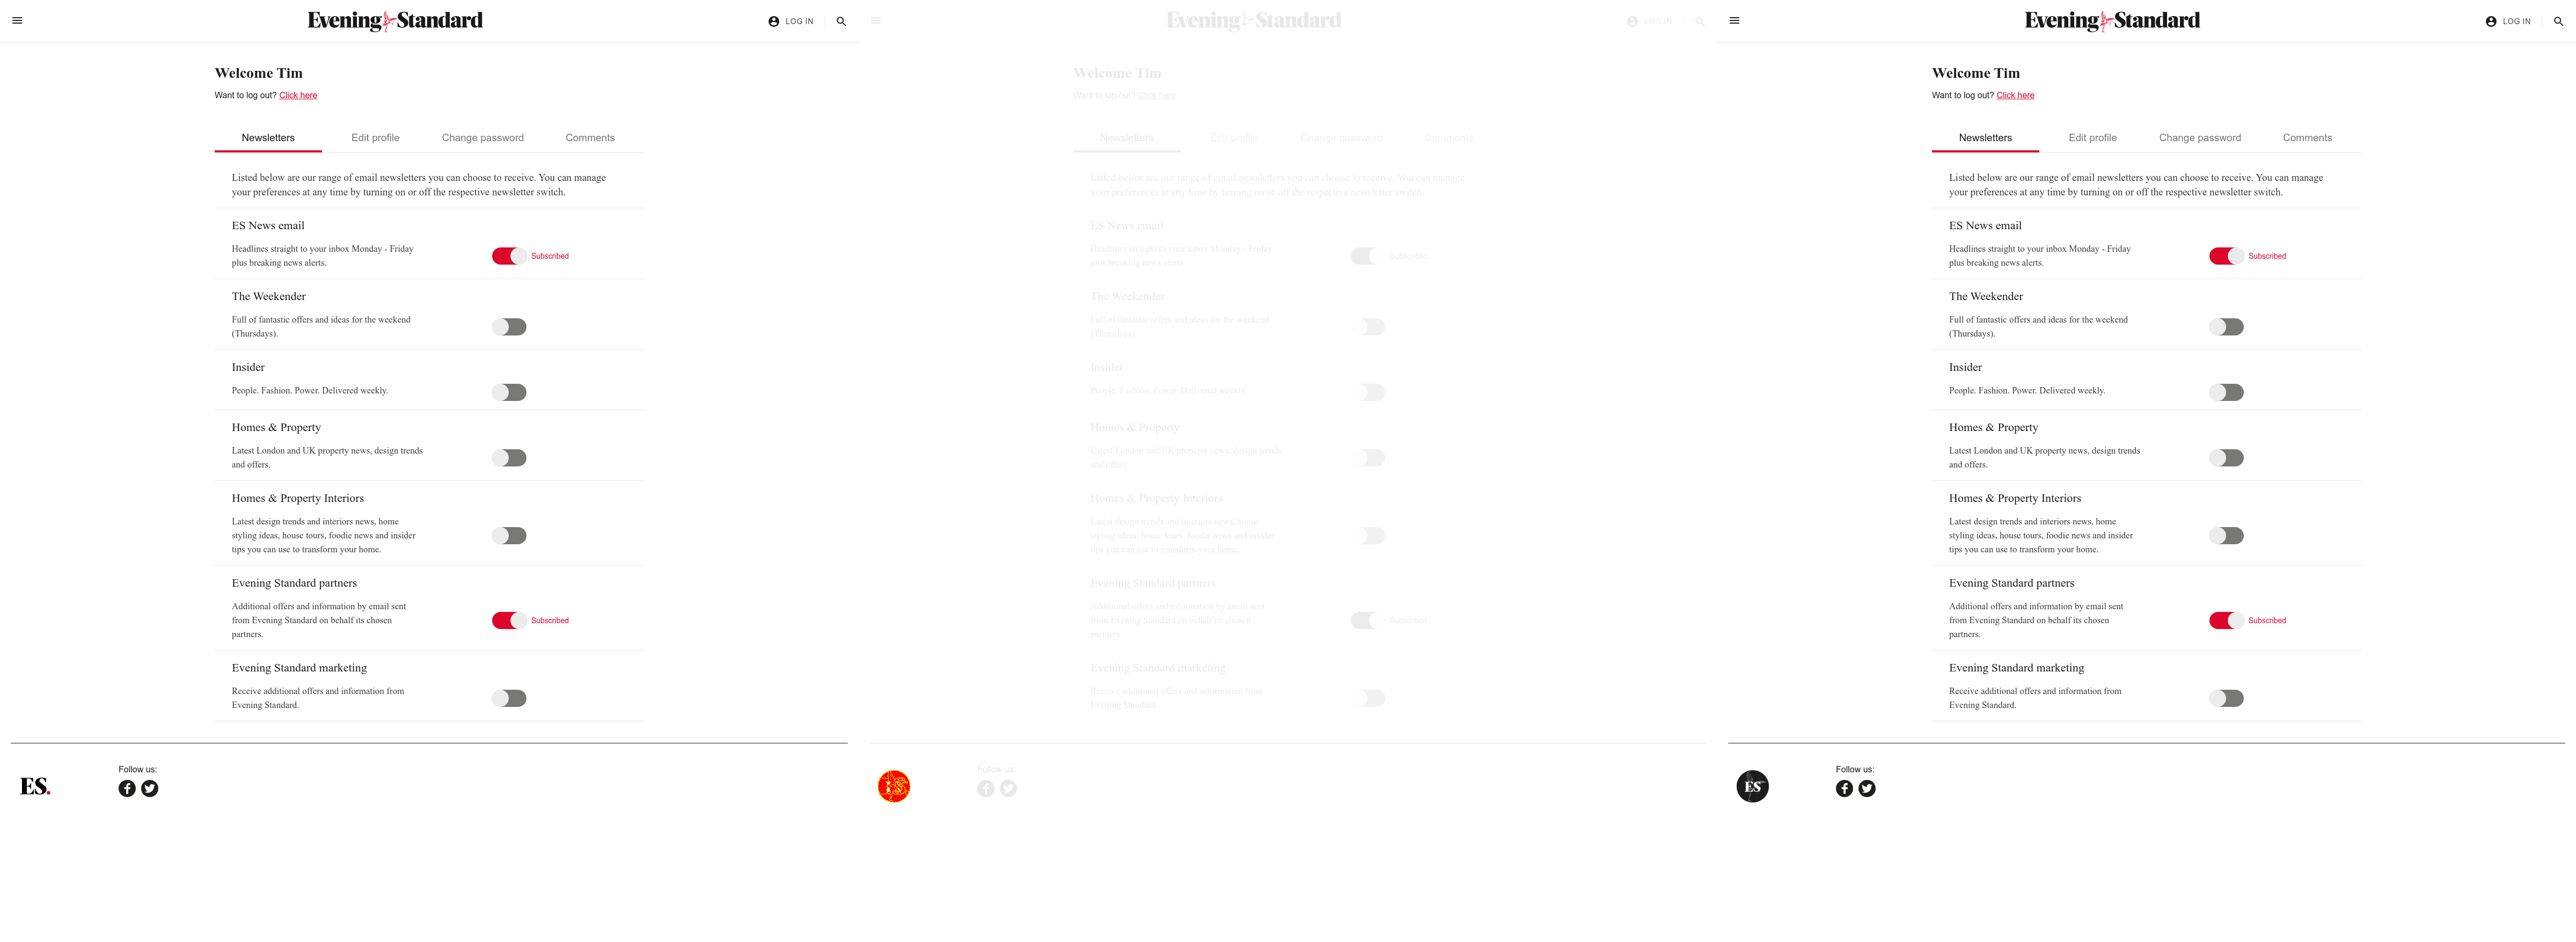 Evening Standard
LOG IN
Welcome Tim
Want to log out? Click here
Newsletters
Edit profile
Change password
Comments
Listed below are our range of email newsletters you can choose to receive. You can manage
your preferences at any time by turning on or off the respective newsletter switch.
ES News email
Headlines straight to your inbox Monday - Friday
plus breaking news alerts.
Subscribed
The Weekender
Full of fantastic offers and ideas for the weekend
(Thursdays).
Insider
People. Fashion. Power. Delivered weekly.
Homes & Property
Latest London and UK property news, design trends
and offers.
Homes & Property Interiors
Latest design trends and interiors news, home
styling ideas, house tours, foodie news and insider
tips you can use to transform your home.
Evening Standard partners
Additional offers and information by email sent
from Evening Standard on behalf its chosen
partners.
Subscribed
Evening Standard marketing
Receive additional offers and information from
Evening Standard.
ES.
Follow us:
Evening Standard
LOG IN
Welcome Tim
Want to log out? Click here
Newsletters
Edit profile
Change password
Comments
Listed below are our range of email newsletters you can choose to receive. You can manage
your preferences at any time by turning on or off the respective newsletter switch.
ES News email
Headlines straight to your inbox Monday - Friday
plus breaking news alerts.
Subscribed
The Weekender
Full of fantastic offers and ideas for the weekend
(Thursdays).
Insider
People. Fashion. Power. Delivered weekly.
Homes & Property
Latest London and UK property news, design trends
and offers.
Homes & Property Interiors
Latest design trends and interiors news, home
styling ideas, house tours, foodie news and insider
tips you can use to transform your home.
Evening Standard partners
Additional offers and information by email sent
from Evening Standard on behalf its chosen
partners.
Subscribed
Evening Standard marketing
Receive additional offers and information from
Evening Standard.
Follow us:
Evening Standard
LOG IN
Welcome Tim
Want to log out? Click here
Newsletters
Edit profile
Change password
Comments
Listed below are our range of email newsletters you can choose to receive. You can manage
your preferences at any time by turning on or off the respective newsletter switch.
ES News email
Headlines straight to your inbox Monday - Friday
plus breaking news alerts.
Subscribed
The Weekender
Full of fantastic offers and ideas for the weekend
(Thursdays).
Insider
People. Fashion. Power. Delivered weekly.
Homes & Property
Latest London and UK property news, design trends
and offers.
Homes & Property Interiors
Latest design trends and interiors news, home
styling ideas, house tours, foodie news and insider
tips you can use to transform your home.
Evening Standard partners
Additional offers and information by email sent
from Evening Standard on behalf its chosen
partners.
Subscribed
Evening Standard marketing
Receive additional offers and information from
Evening Standard.
ES
Follow us: